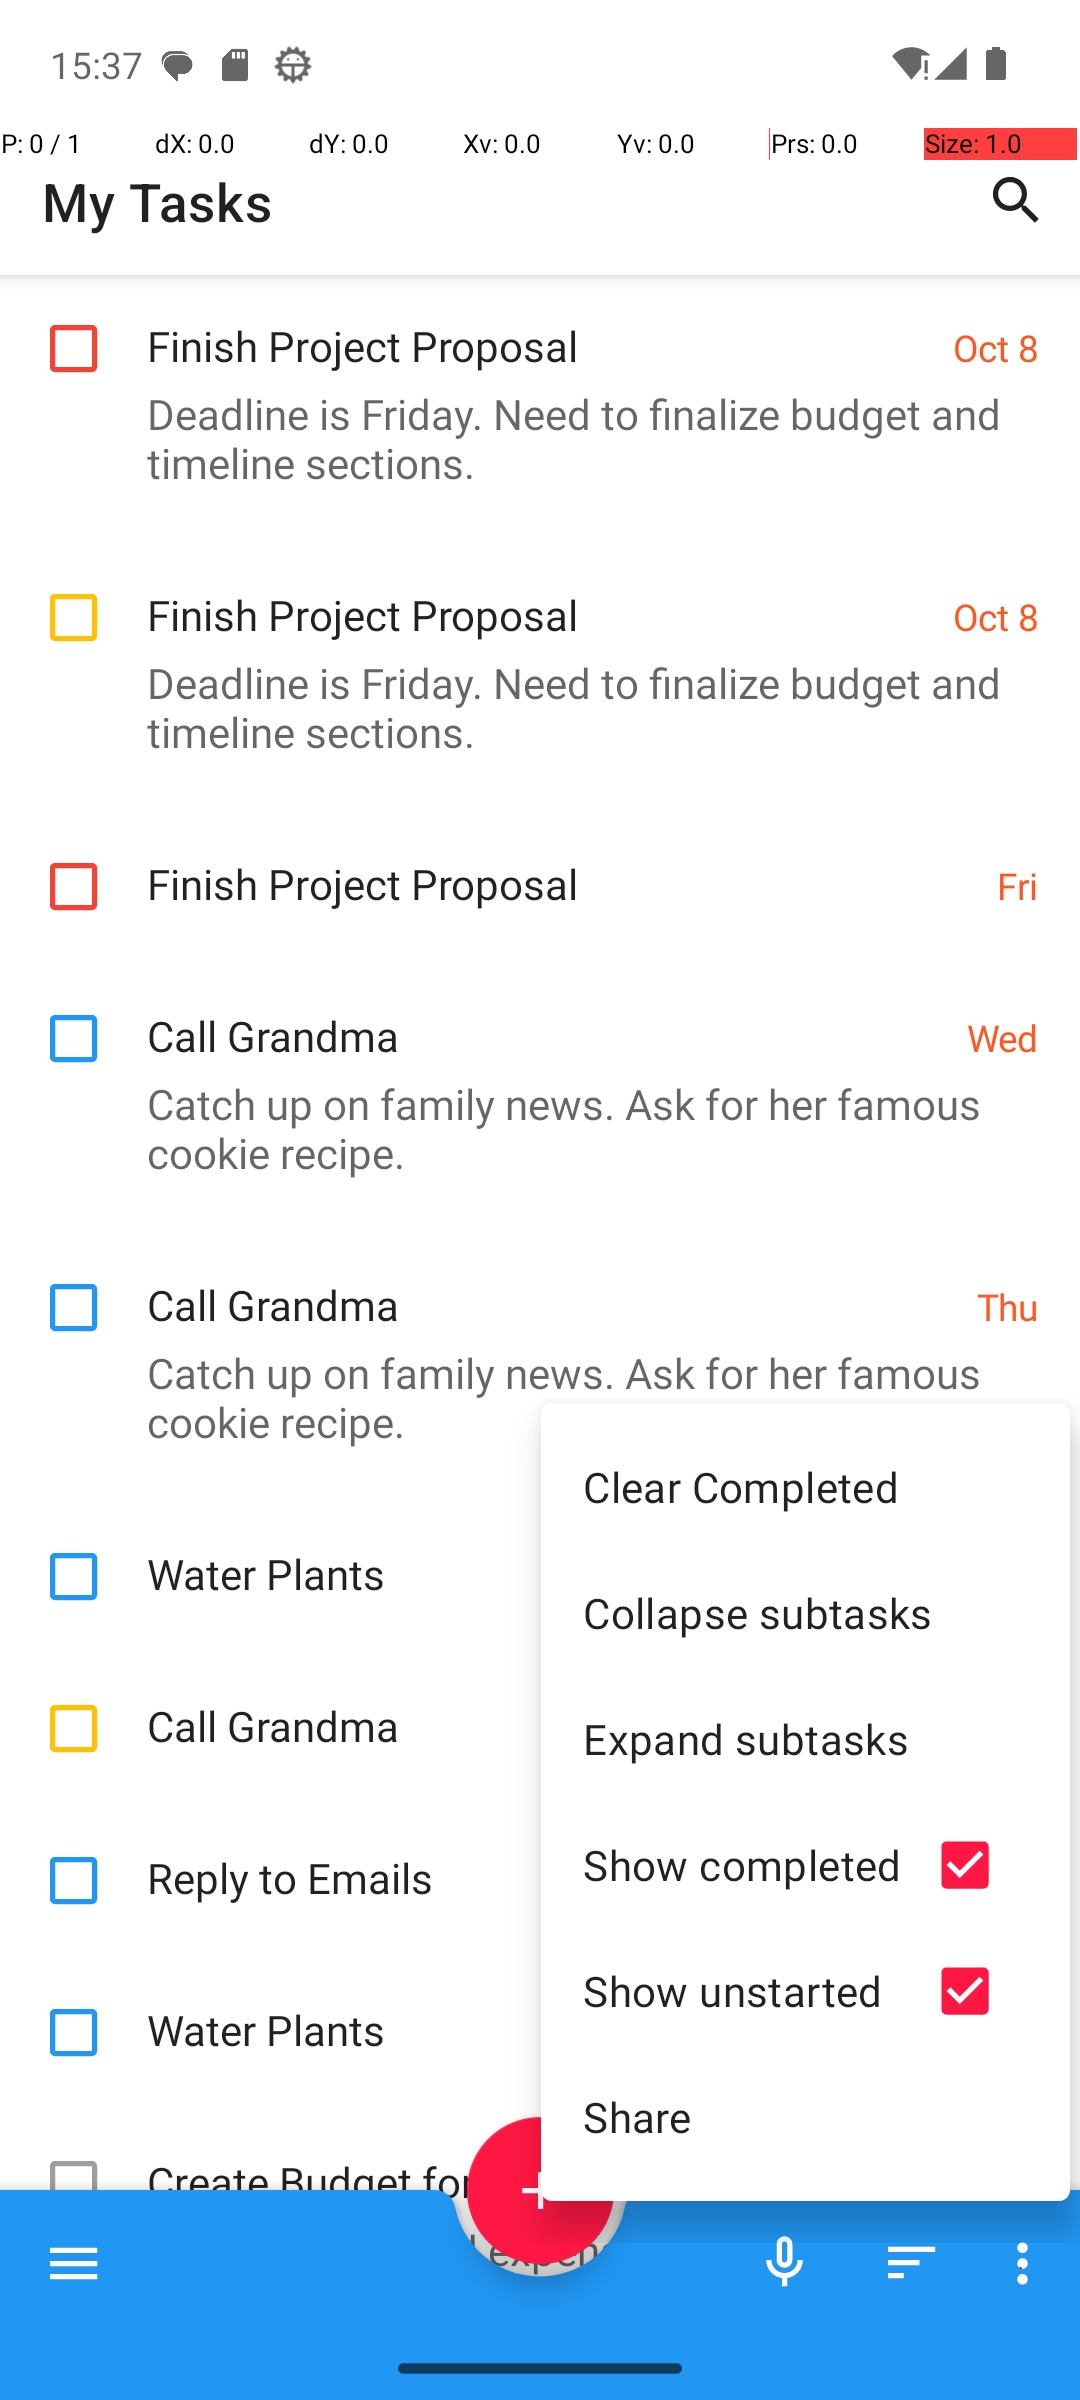 15:37
P: 0 / 1
dX: 0.0
dY: 0.0
Xv: 0.0
Yv: 0.0
Prs: 0.0
Size: 1.0
My Tasks
Finish Project Proposal
Oct 8
Deadline is Friday. Need to finalize budget and
timeline sections.
Finish Project Proposal
Oct 8
Deadline is Friday. Need to finalize budget and
timeline sections.
Finish Project Proposal
Fri
Call Grandma
Wed
Catch up on family news. Ask for her famous
cookie recipe.
Call Grandma
Thu
Catch up on family news. Ask for her famous
cookie recipe.
Water Plants
Call Grandma
Reply to Emails
Water Plants
Create Budget for
Clear Completed
Collapse subtasks
Expand subtasks
Show completed
Show unstarted
Share